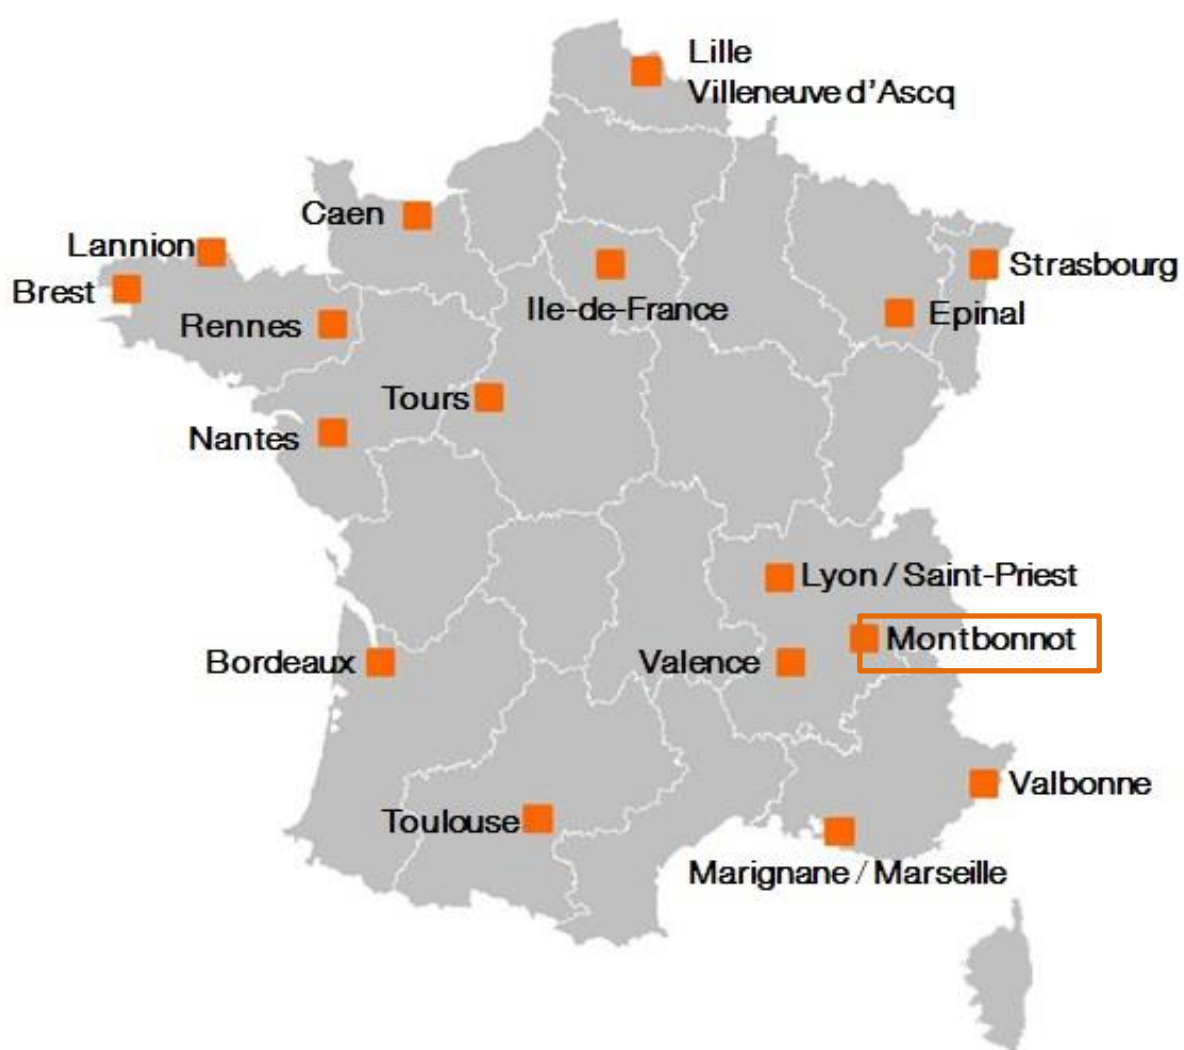 Lille
Villeneuve d'Ascq
Caen
Lannion
Strasbourg
Brest
Ile-de-France
Epinal
Rennes
Tours
Nantes
Lyon / Saint-Priest
Montbonnot
Bordeaux
Valence
Valbonne
Toulouse
Marignane / Marseille